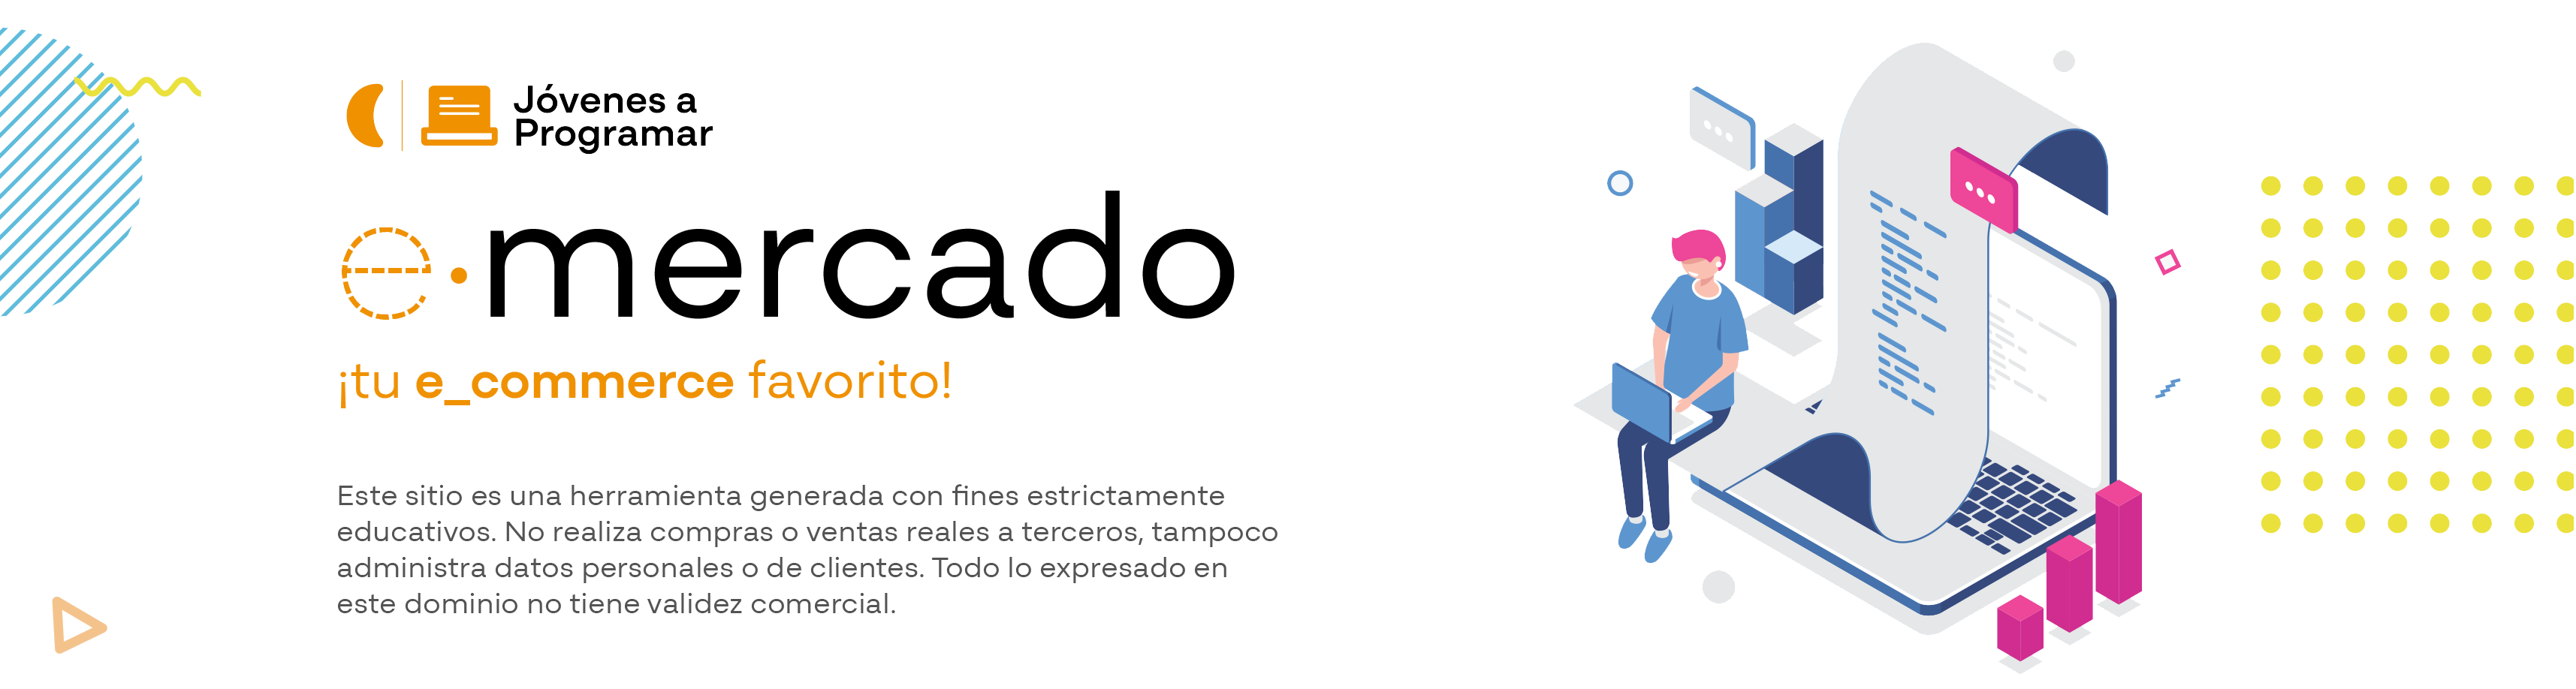 Jóvenes a
Programar
e·mercado
¡tu e_commerce favorito!
Este sitio es una herramienta generada con fines estrictamente
educativos. No realiza compras o ventas reales a terceros, tampoco
administra datos personales o de clientes. Todo lo expresado en
este dominio no tiene validez comercial.